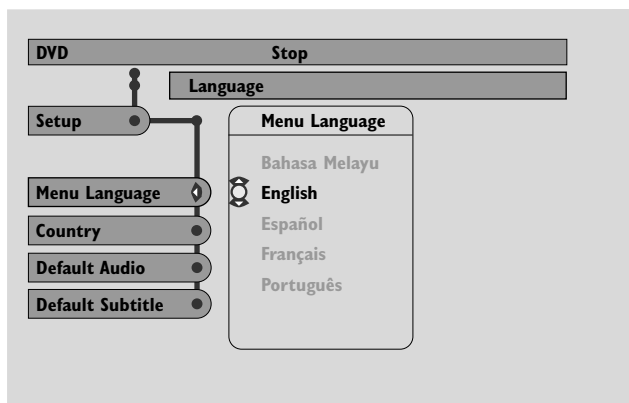 DVD Stop
Language
Setup
Menu Language
Country
Default Audio
Default Subtitle
Menu Language
Bahasa Melayu
English
Español
Français
Português